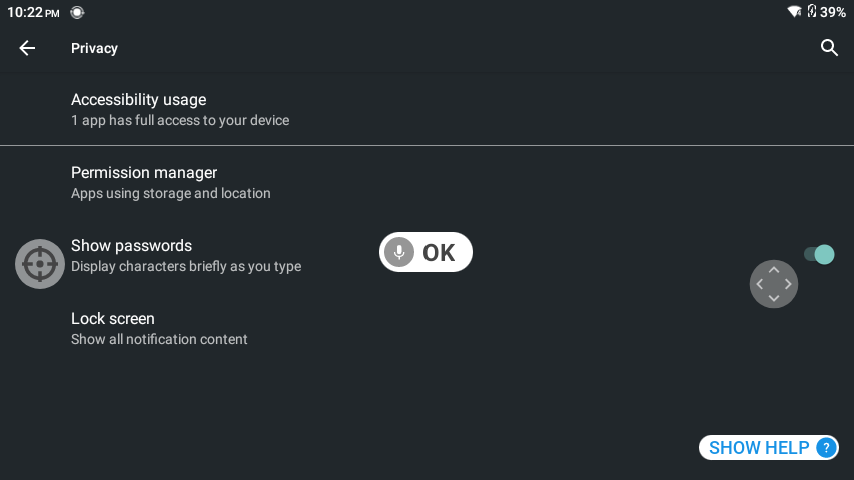 10:22 PM
39%
Privacy
Accessibility usage
1 app has full access to your device
Permission manager
Apps using storage and location
Show passwords
Display characters briefly as you type
OK
Lock screen
Show all notification content
SHOW HELP ?